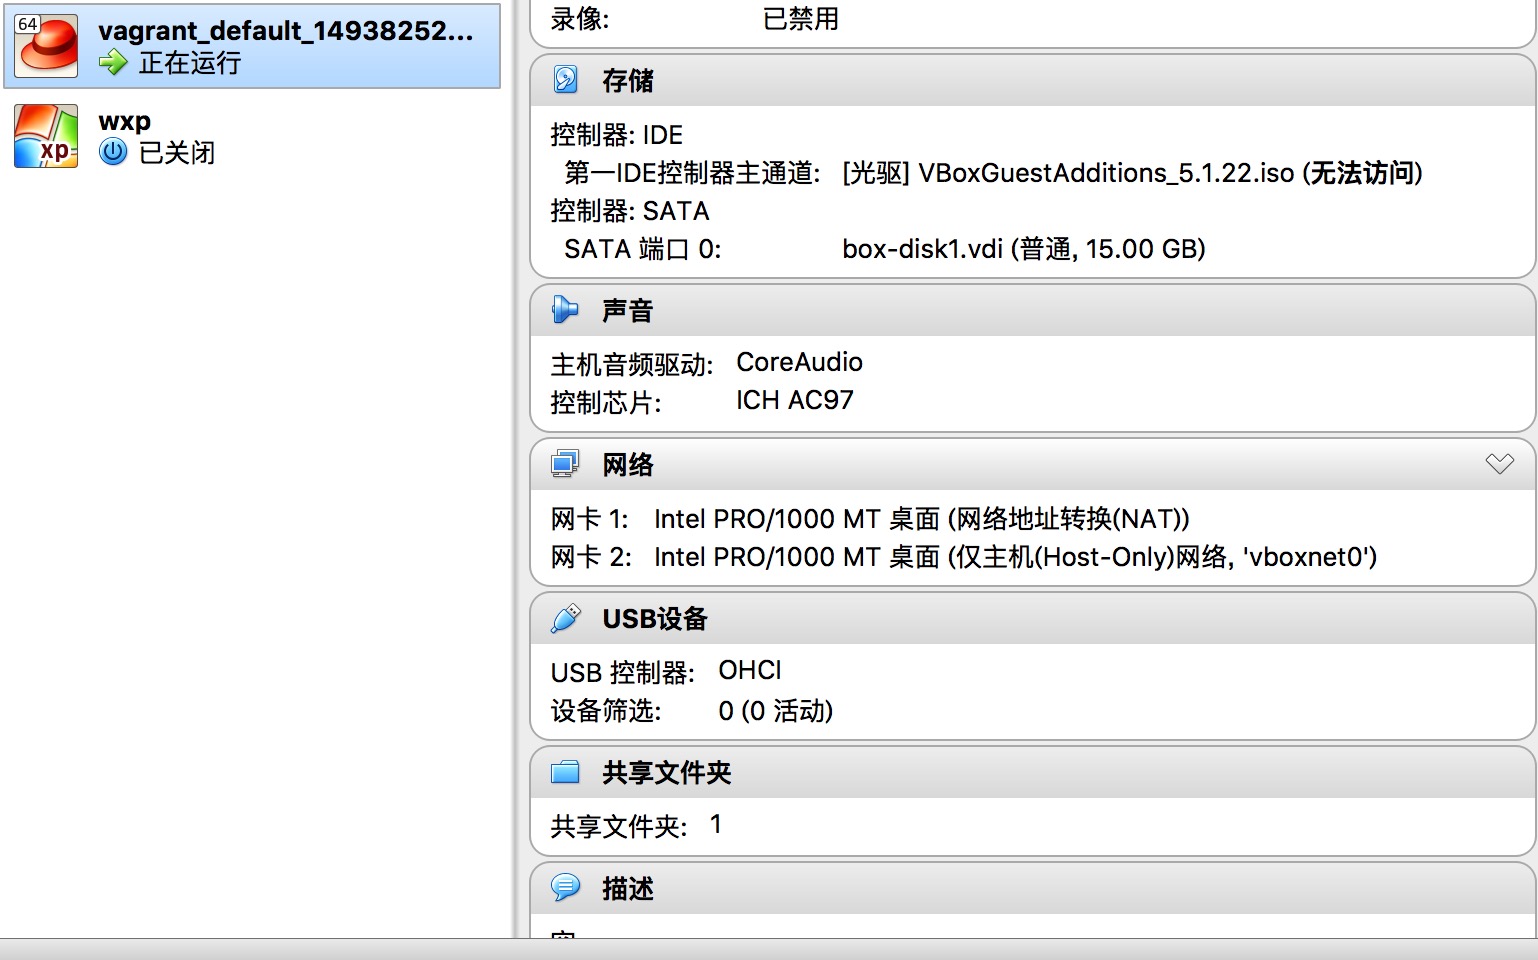 64
vagrant_default_14938252...
正在运行
xp
wxp
已关闭
录像: 已禁用
存储
控制器: IDE
第一IDE控制器主通道: [光驱] VBoxGuestAdditions_5.1.22.iso (无法访问)
控制器: SATA
SATA 端口 0: box-disk1.vdi (普通, 15.00 GB)
声音
主机音频驱动: CoreAudio
控制芯片: ICH AC97
网络
网卡 1: Intel PRO/1000 MT 桌面 (网络地址转换(NAT))
网卡 2: Intel PRO/1000 MT 桌面 (仅主机(Host-Only)网络, 'vboxnet0')
USB设备
USB 控制器: OHCI
设备筛选: 0 (0 活动)
共享文件夹
共享文件夹: 1
描述